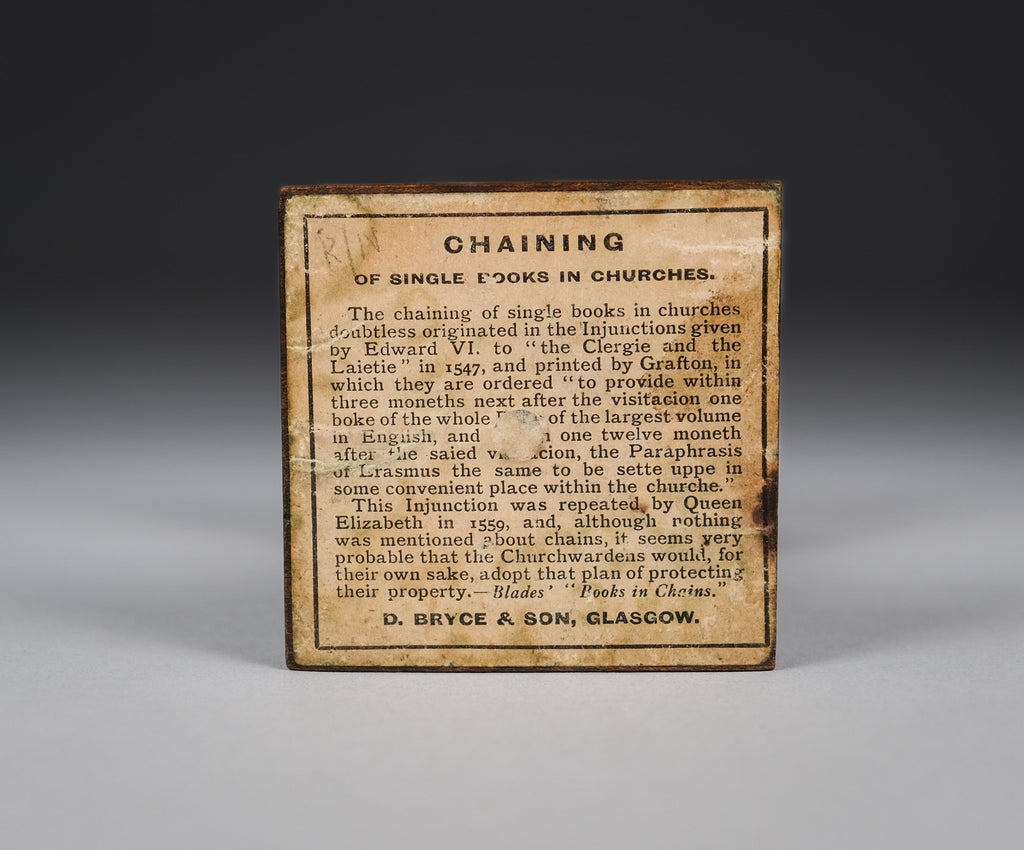 R/N
CHAINING
OF SINGLE BOOKS IN CHURCHES.
The chaining of single books in churches
doubtless originated in the Injunctions given
by Edward VI. to "the Clergie and the
Laietie" in 1547, and printed by Grafton, in
which they are ordered "to provide within
three moneths next after the visitacion one
boke of the whole of the largest volume
in English, and one twelve moneth
after the saied visitacion, the Paraphrasis
of Erasmus the same to be sette uppe in
some convenient place within the churche."
This Injunction was repeated by Queen
Elizabeth in 1559, and, although nothing
was mentioned about chains, it seems very
probable that the Churchwardens would, for
their own sake, adopt that plan of protecting
their property.—Blades' "Books in Chains."
D. BRYCE & SON, GLASGOW.